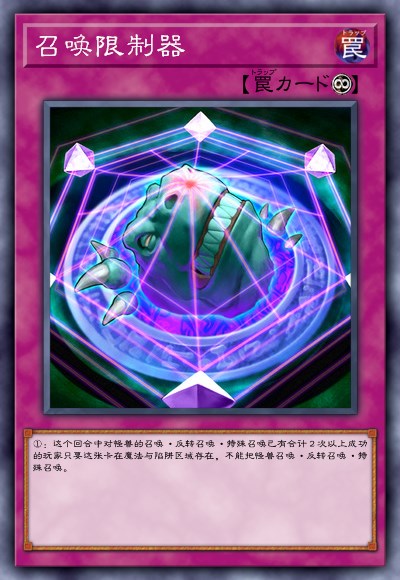 召唤限制器
トラップ
罠
トラップ
【罠カード】
①：这个回合中对怪兽的召唤・反转召唤・特殊召唤已有合计2次以上成功
的玩家只要这张卡在魔法与陷阱区域存在，不能把怪兽召唤・反转召唤・特
殊召唤。